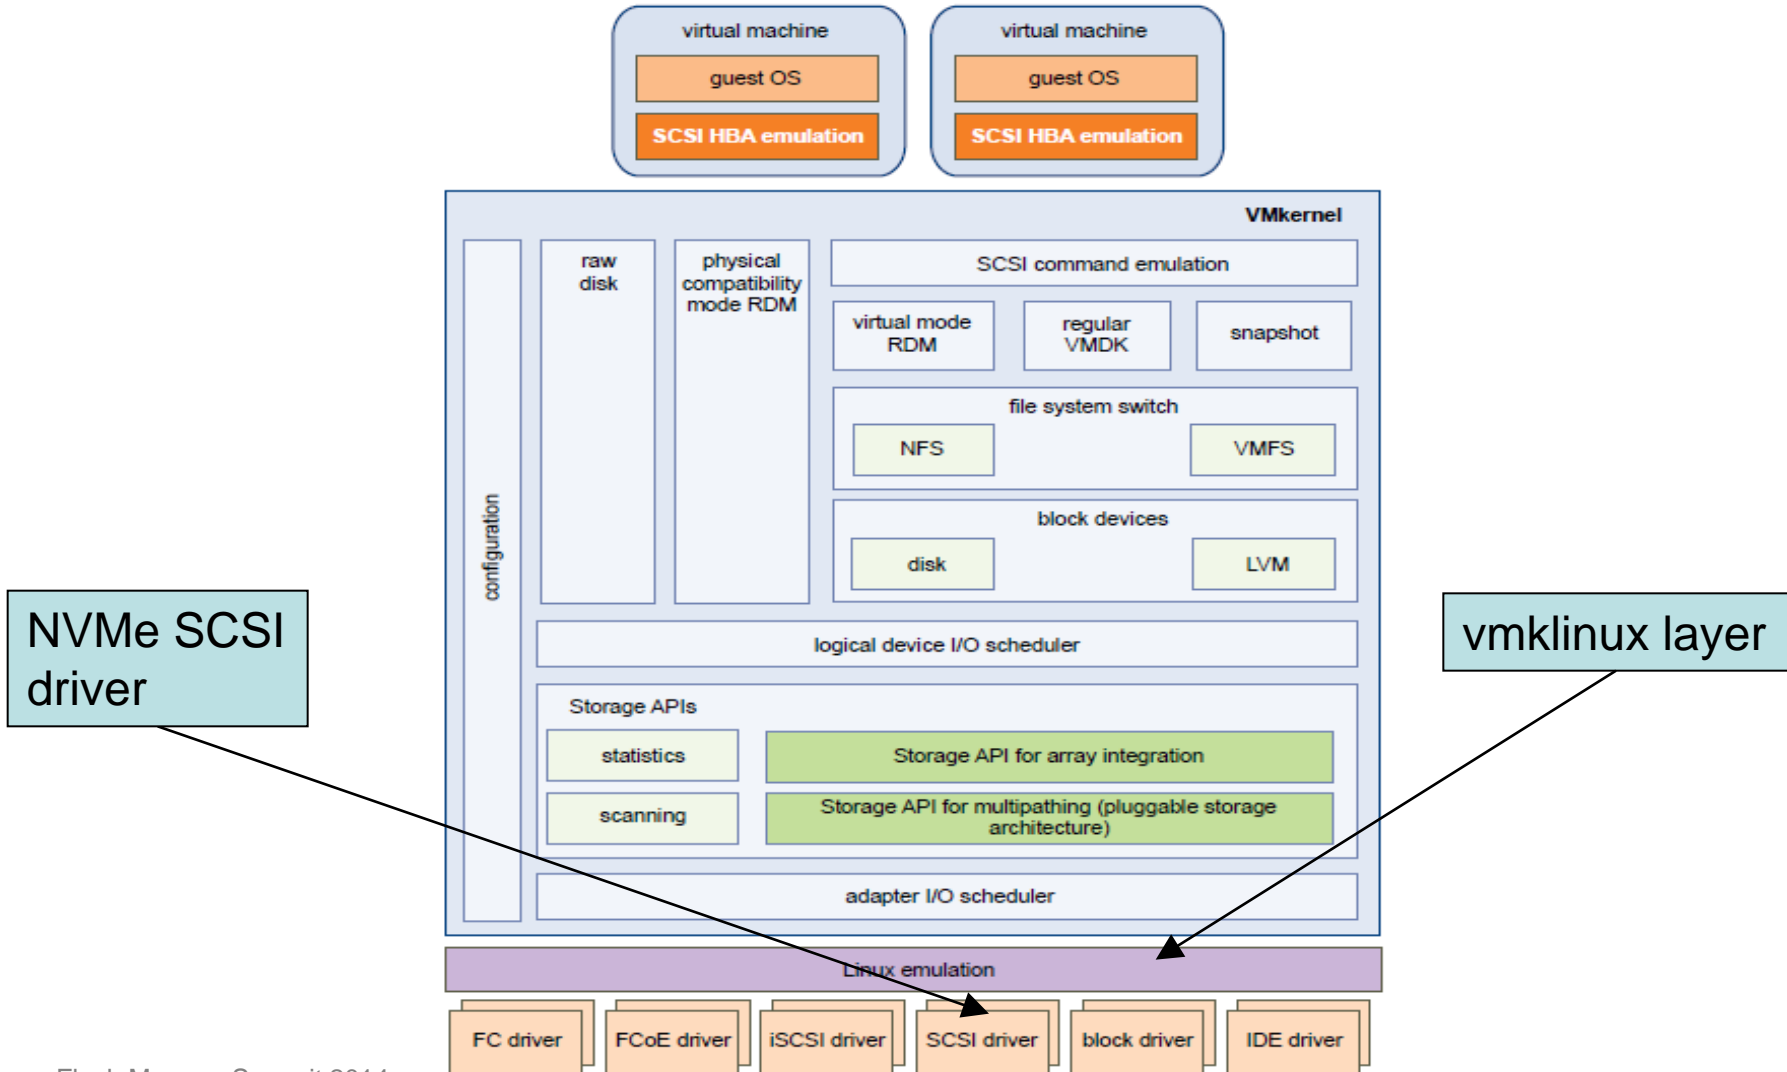 virtual machine
guest OS
SCSI HBA emulation
virtual machine
guest OS
SCSI HBA emulation
VMkernel
configuration
raw
disk
physical
compatibility
mode RDM
SCSI command emulation
virtual mode
RDM
regular
VMDK
snapshot
file system switch
NFS
VMFS
block devices
disk
LVM
NVMe SCSI
driver
vmklinux layer
logical device I/O scheduler
Storage APIs
statistics
Storage API for array integration
scanning
Storage API for multipathing (pluggable storage
architecture)
adapter I/O scheduler
Linux emulation
FC driver
FCoE driver
iSCSI driver
SCSI driver
block driver
IDE driver